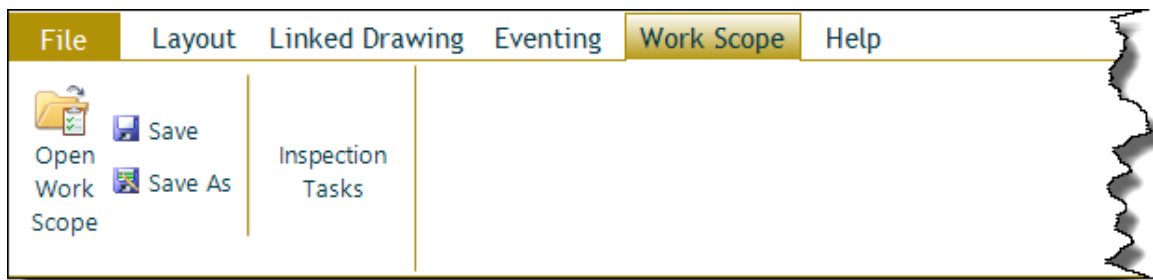 File Layout Linked Drawing Eventing Work Scope Help
Open
Work
Scope
Save
Save As
Inspection
Tasks